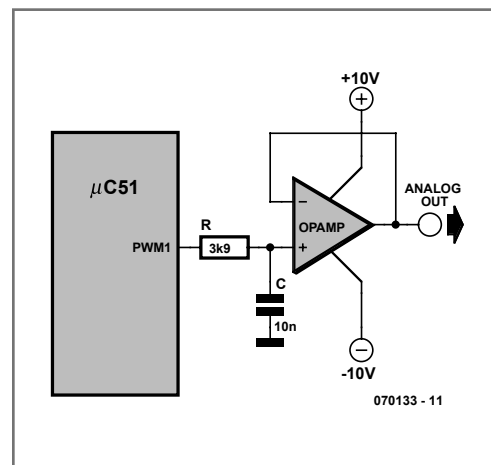 +10V
+
μC51
ANALOG
OUT
R
−
OPAMP
PWM1
3k9
+
C
10n
−
-10V
070133 - 11